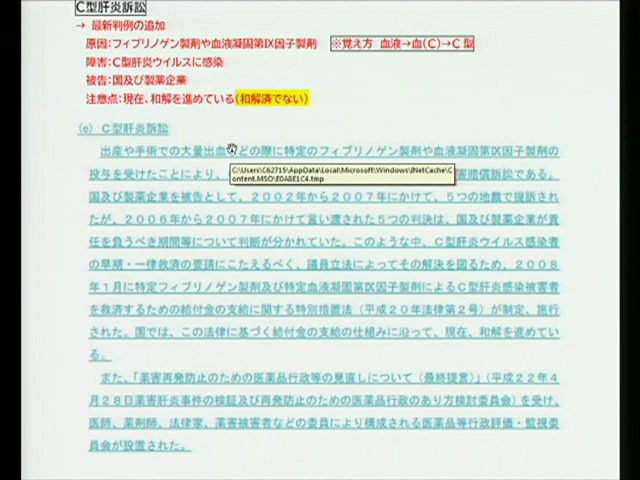 C型肝炎訴訟
→ 最新判例の追加
原因：フィブリノゲン製剤や血液凝固第Ⅸ因子製剤 ※覚え方 血液→血（C）→C型
障害：C型肝炎ウイルスに感染
被告：国及び製薬企業
注意点：現在、和解を進めている（和解済でない）
（e） C型肝炎訴訟
出産や手術での大量出血などの際に特定のフィブリノゲン製剤や血液凝固第Ⅸ因子製剤の
投与を受けたことにより、 害賠償訴訟である。
C:\Users\C62715\AppData\Local\Microsoft\Windows\INetCache\C
ontent.MSO\E0A8E1C4.tmp
国及び製薬企業を被告として、２００２年から２００７年にかけて、５つの地裁で提訴され
たが、２００６年から２００７年にかけて言い渡された５つの判決は、国及び製薬企業が責
任を負うべき期間等について判断が分かれていた。このような中、C型肝炎ウイルス感染者
の早期・一律救済の要請にこたえるべく、議員立法によってその解決を図るため、２００８
年１月に特定フィブリノゲン製剤及び特定血液凝固第Ⅸ因子製剤によるC型肝炎感染被害者
を救済するための給付金の支給に関する特別措置法（平成２０年法律第２号）が制定、施行
された。国では、この法律に基づく給付金の支給の仕組みに沿って、現在、和解を進めてい
る。
また、「薬害再発防止のための医薬品行政等の見直しについて（最終提言）」（平成２２年４
月２８日薬害肝炎事件の検証及び再発防止のための医薬品行政のあり方検討委員会）を受け、
医師、薬剤師、法律家、薬害被害者などの委員により構成される医薬品等行政評価・監視委
員会が設置された。